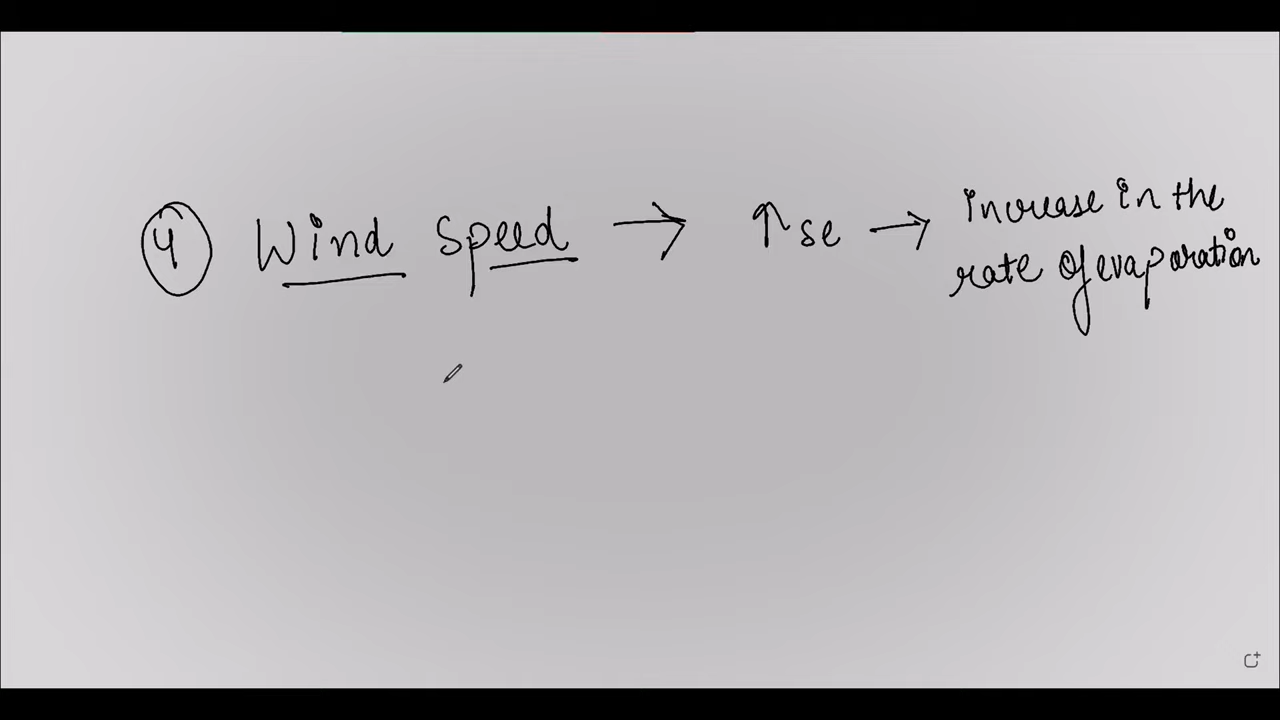 4 Wind Speed → ↑se → increase in the
rate of evaporation